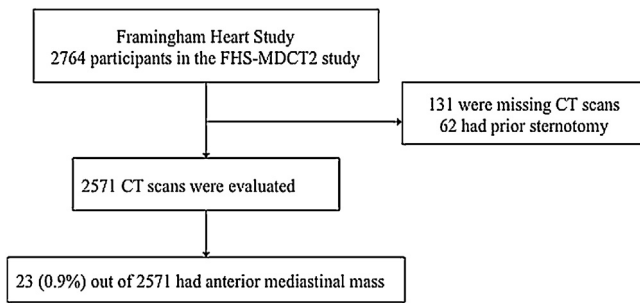 Framingham Heart Study
2764 participants in the FHS-MDCT2 study
131 were missing CT scans
62 had prior sternotomy
2571 CT scans were evaluated
23 (0.9%) out of 2571 had anterior mediastinal mass